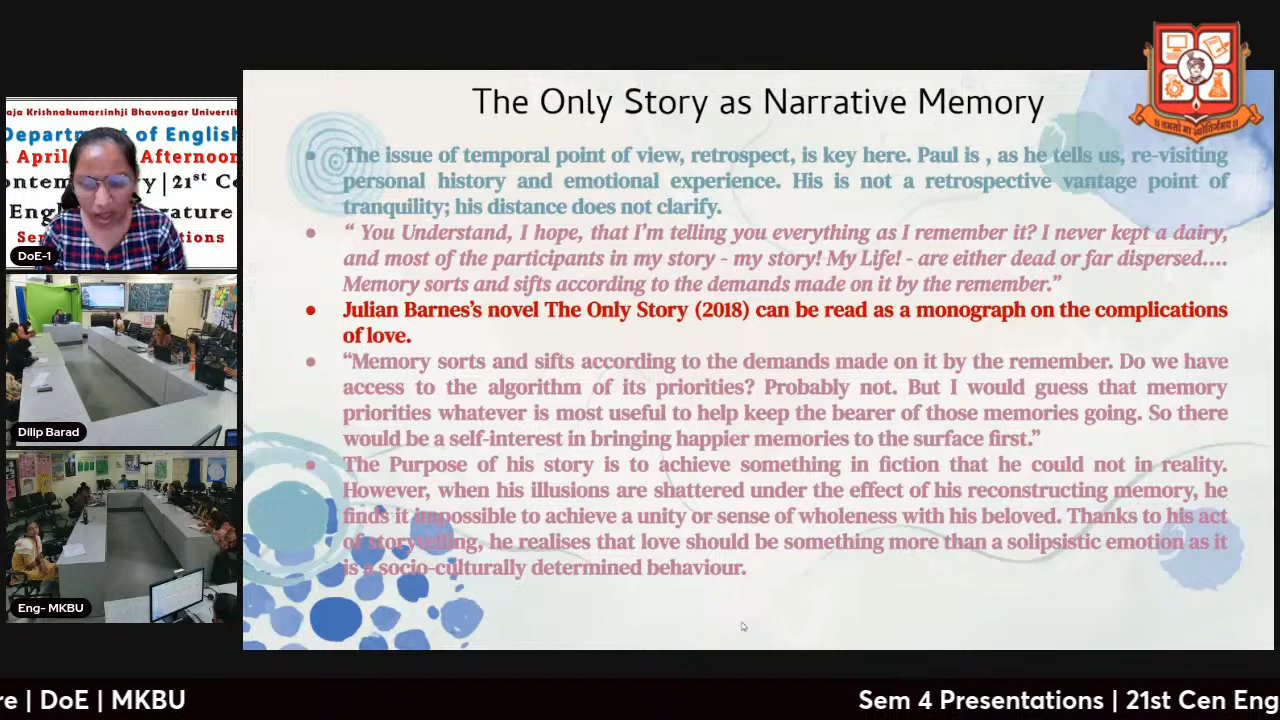 The Only Story as Narrative Memory
• The issue of temporal point of view, retrospect, is key here. Paul is , as he tells us, re-visiting
personal history and emotional experience. His is not a retrospective vantage point of
tranquility; his distance does not clarify.
• “ You Understand, I hope, that I’m telling you everything as I remember it? I never kept a dairy,
and most of the participants in my story - my story! My Life! - are either dead or far dispersed....
Memory sorts and sifts according to the demands made on it by the remember.”
• Julian Barnes’s novel The Only Story (2018) can be read as a monograph on the complications
of love.
• “Memory sorts and sifts according to the demands made on it by the remember. Do we have
access to the algorithm of its priorities? Probably not. But I would guess that memory
priorities whatever is most useful to help keep the bearer of those memories going. So there
would be a self-interest in bringing happier memories to the surface first.”
• The Purpose of his story is to achieve something in fiction that he could not in reality.
However, when his illusions are shattered under the effect of his reconstructing memory, he
finds it impossible to achieve a unity or sense of wholeness with his beloved. Thanks to his act
of storytelling, he realises that love should be something more than a solipsistic emotion as it
is a socio-culturally determined behaviour.
aja Krishnakumarsinhji Bhavnagar Universit
Depart of English
April Afternoon
ontem y | 21st Ce
Eng rature
Se tions
DoE-1
Dilip Barad
Eng- MKBU
॥ तमसो मा ज्योतिर्गमय ॥
re | DoE | MKBU
Sem 4 Presentations | 21st Cen Eng